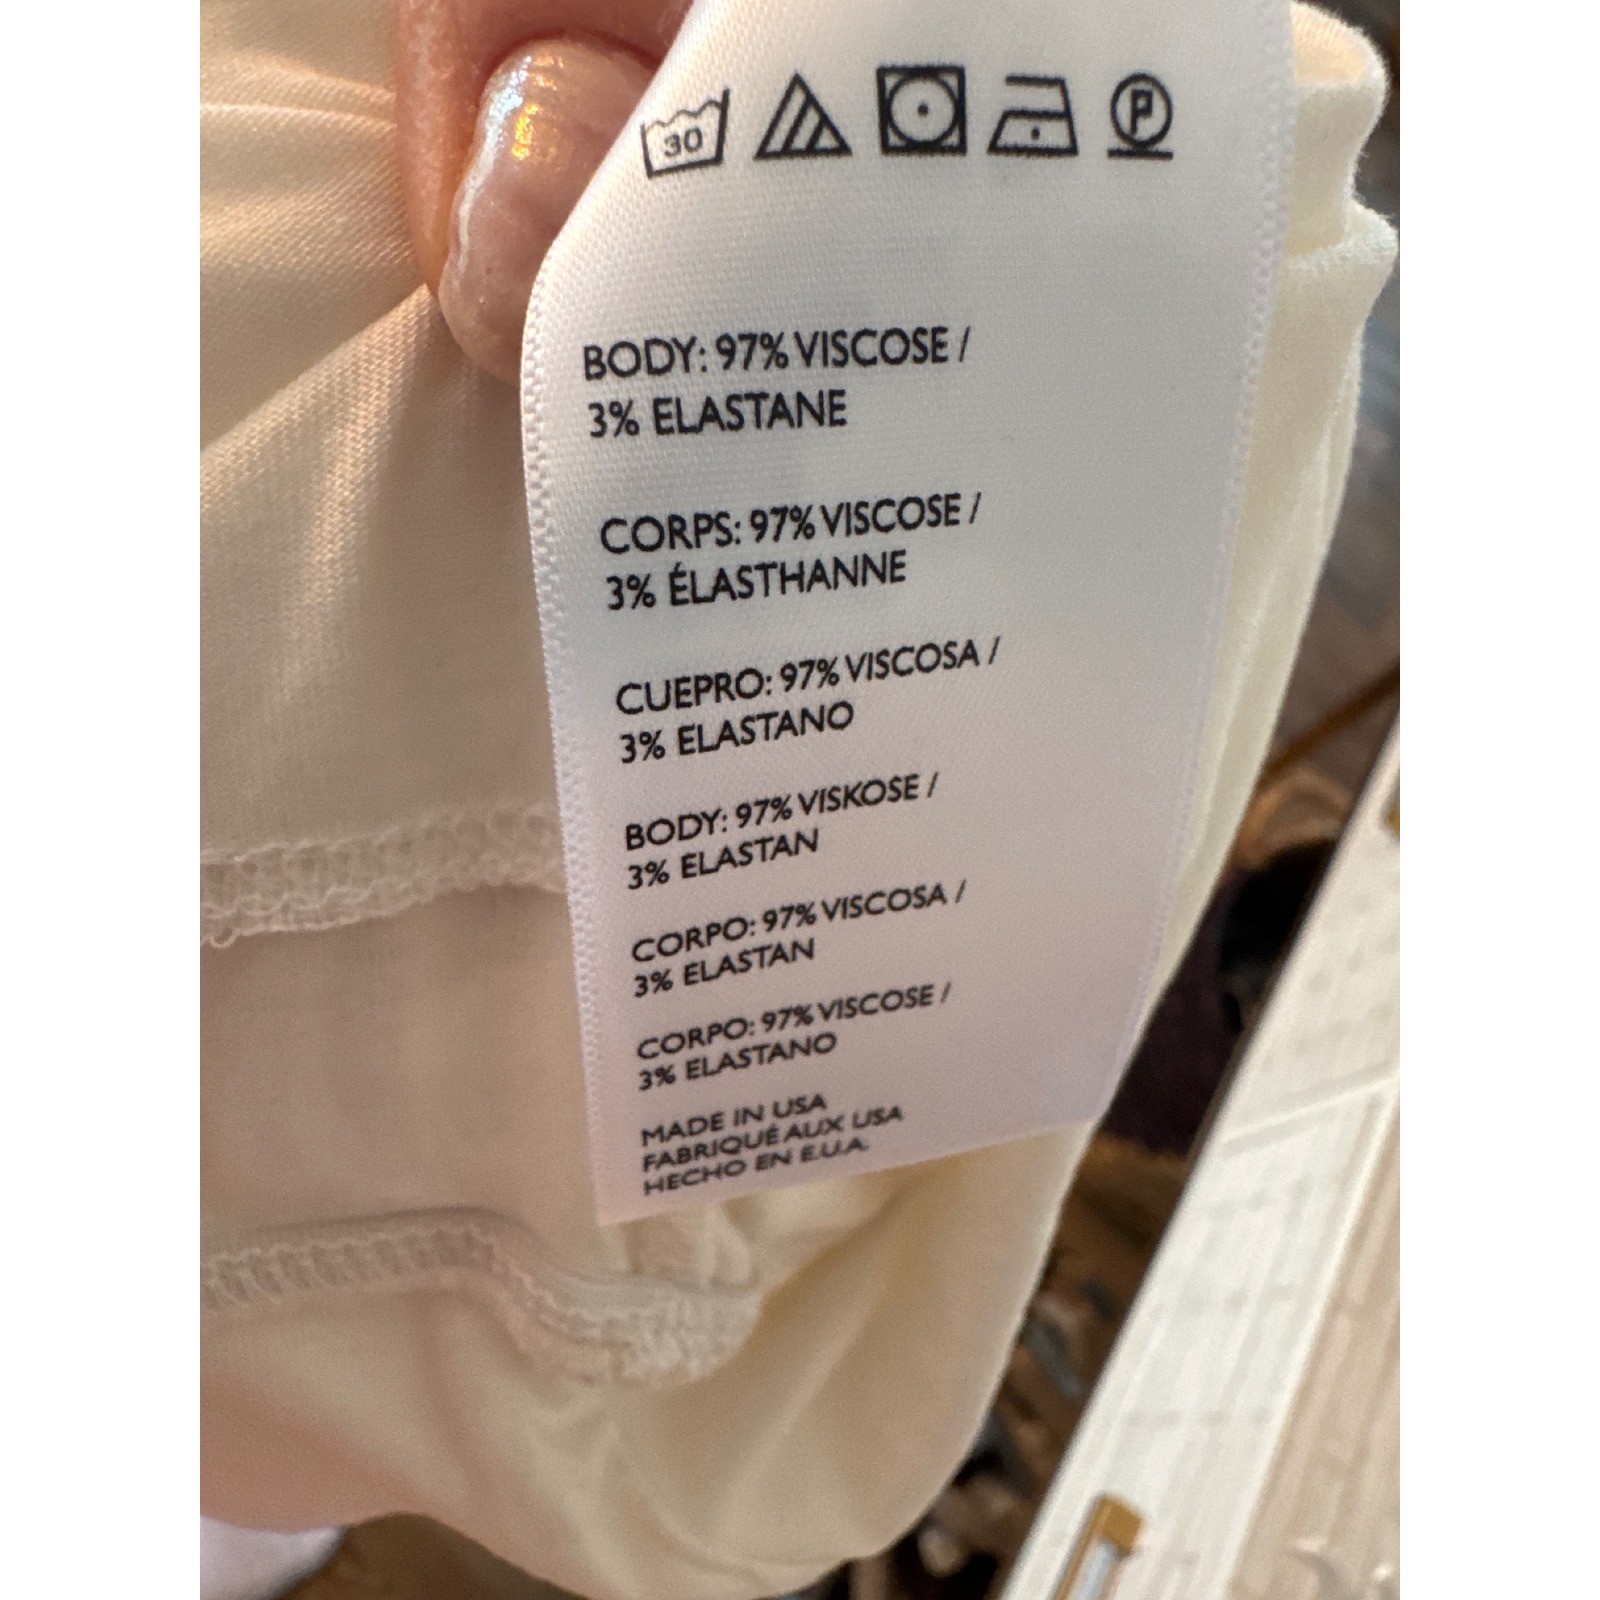 30 P
BODY: 97% VISCOSE /
3% ELASTANE
CORPS: 97% VISCOSE /
3% ÉLASTHANNE
CUEPRO: 97% VISCOSA /
3% ELASTANO
BODY: 97% VISKOSE /
3% ELASTAN
CORPO: 97% VISCOSA /
3% ELASTAN
CORPO: 97% VISCOSE /
3% ELASTANO
MADE IN USA
FABRIQUÉ AUX USA
HECHO EN E.U.A.